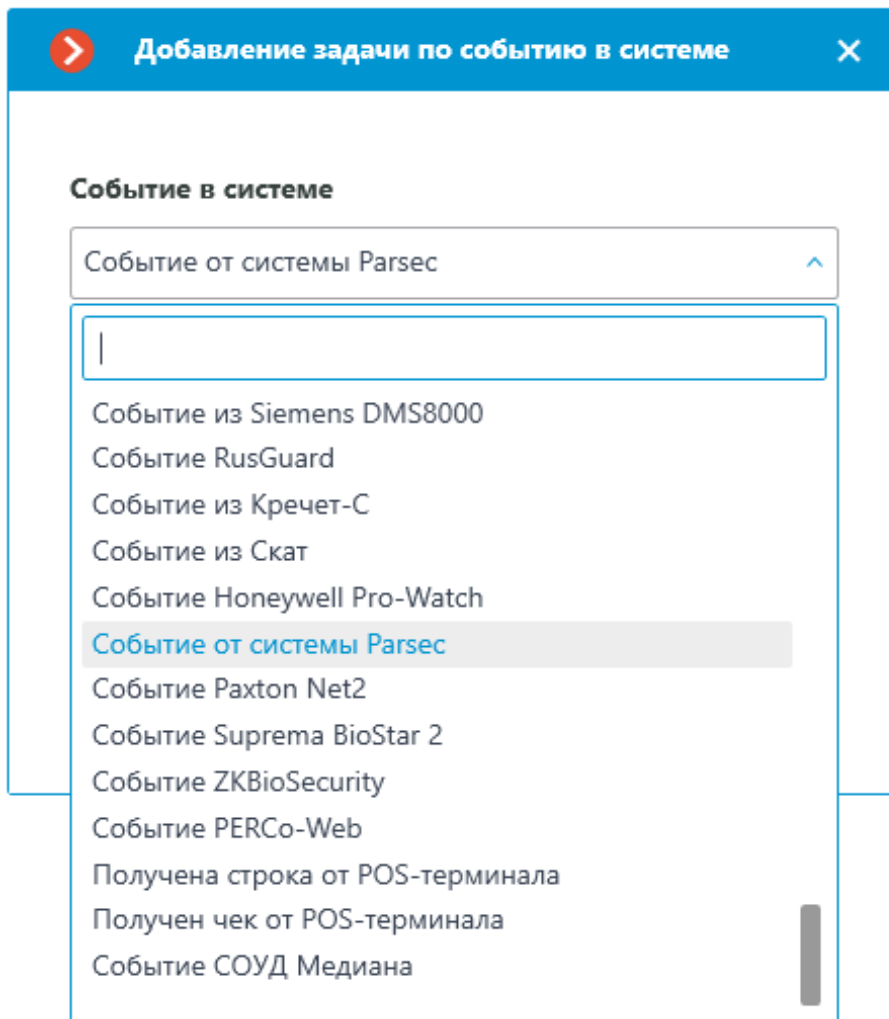 Добавление задачи по событию в системе
Событие в системе
Событие от системы Parsec
Событие из Siemens DMS8000
Событие RusGuard
Событие из Кречет-С
Событие из Скат
Событие Honeywell Pro-Watch
Событие от системы Parsec
Событие Paxton Net2
Событие Suprema BioStar 2
Событие ZKBioSecurity
Событие PERCo-Web
Получена строка от POS-терминала
Получен чек от POS-терминала
Событие СОУД Медиана